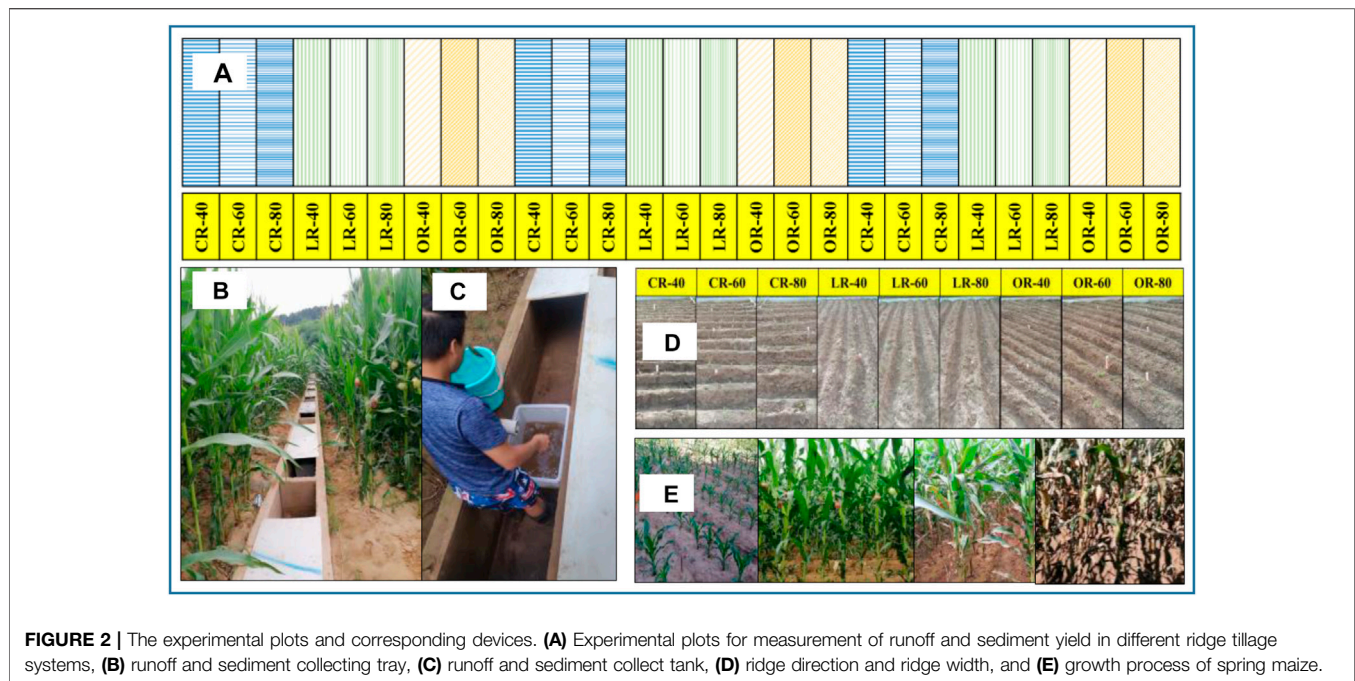 A
CR-40 CR-60 CR-80 LR-40 LR-60 LR-80 OR-40 OR-60 OR-80 CR-40 CR-60 CR-80 LR-40 LR-60 LR-80 OR-40 OR-60 OR-80 CR-40 CR-60 CR-80 LR-40 LR-60 LR-80 OR-40 OR-60 OR-80
B
C
CR-40 CR-60 CR-80 LR-40 LR-60 LR-80 OR-40 OR-60 OR-80
D
E
FIGURE 2 | The experimental plots and corresponding devices. (A) Experimental plots for measurement of runoff and sediment yield in different ridge tillage
systems, (B) runoff and sediment collecting tray, (C) runoff and sediment collect tank, (D) ridge direction and ridge width, and (E) growth process of spring maize.